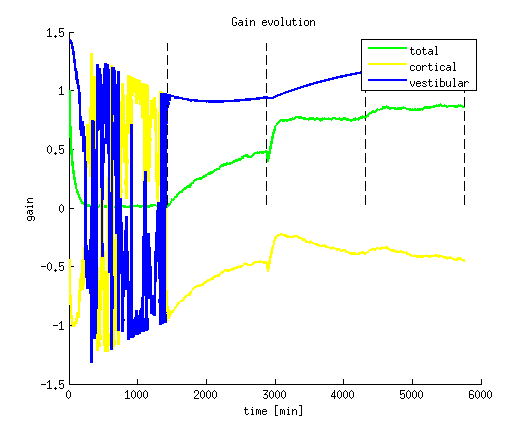 Gain evolution
1.5
1
0.5
0
-0.5
-1
-1.5
gain
total
cortical
vestibular
0 1000 2000 3000 4000 5000 6000
time [min]